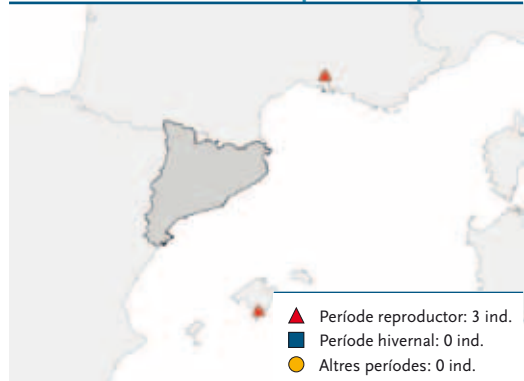 Període reproductor: 3 ind.
Període hivernal: 0 ind.
Altres períodes: 0 ind.